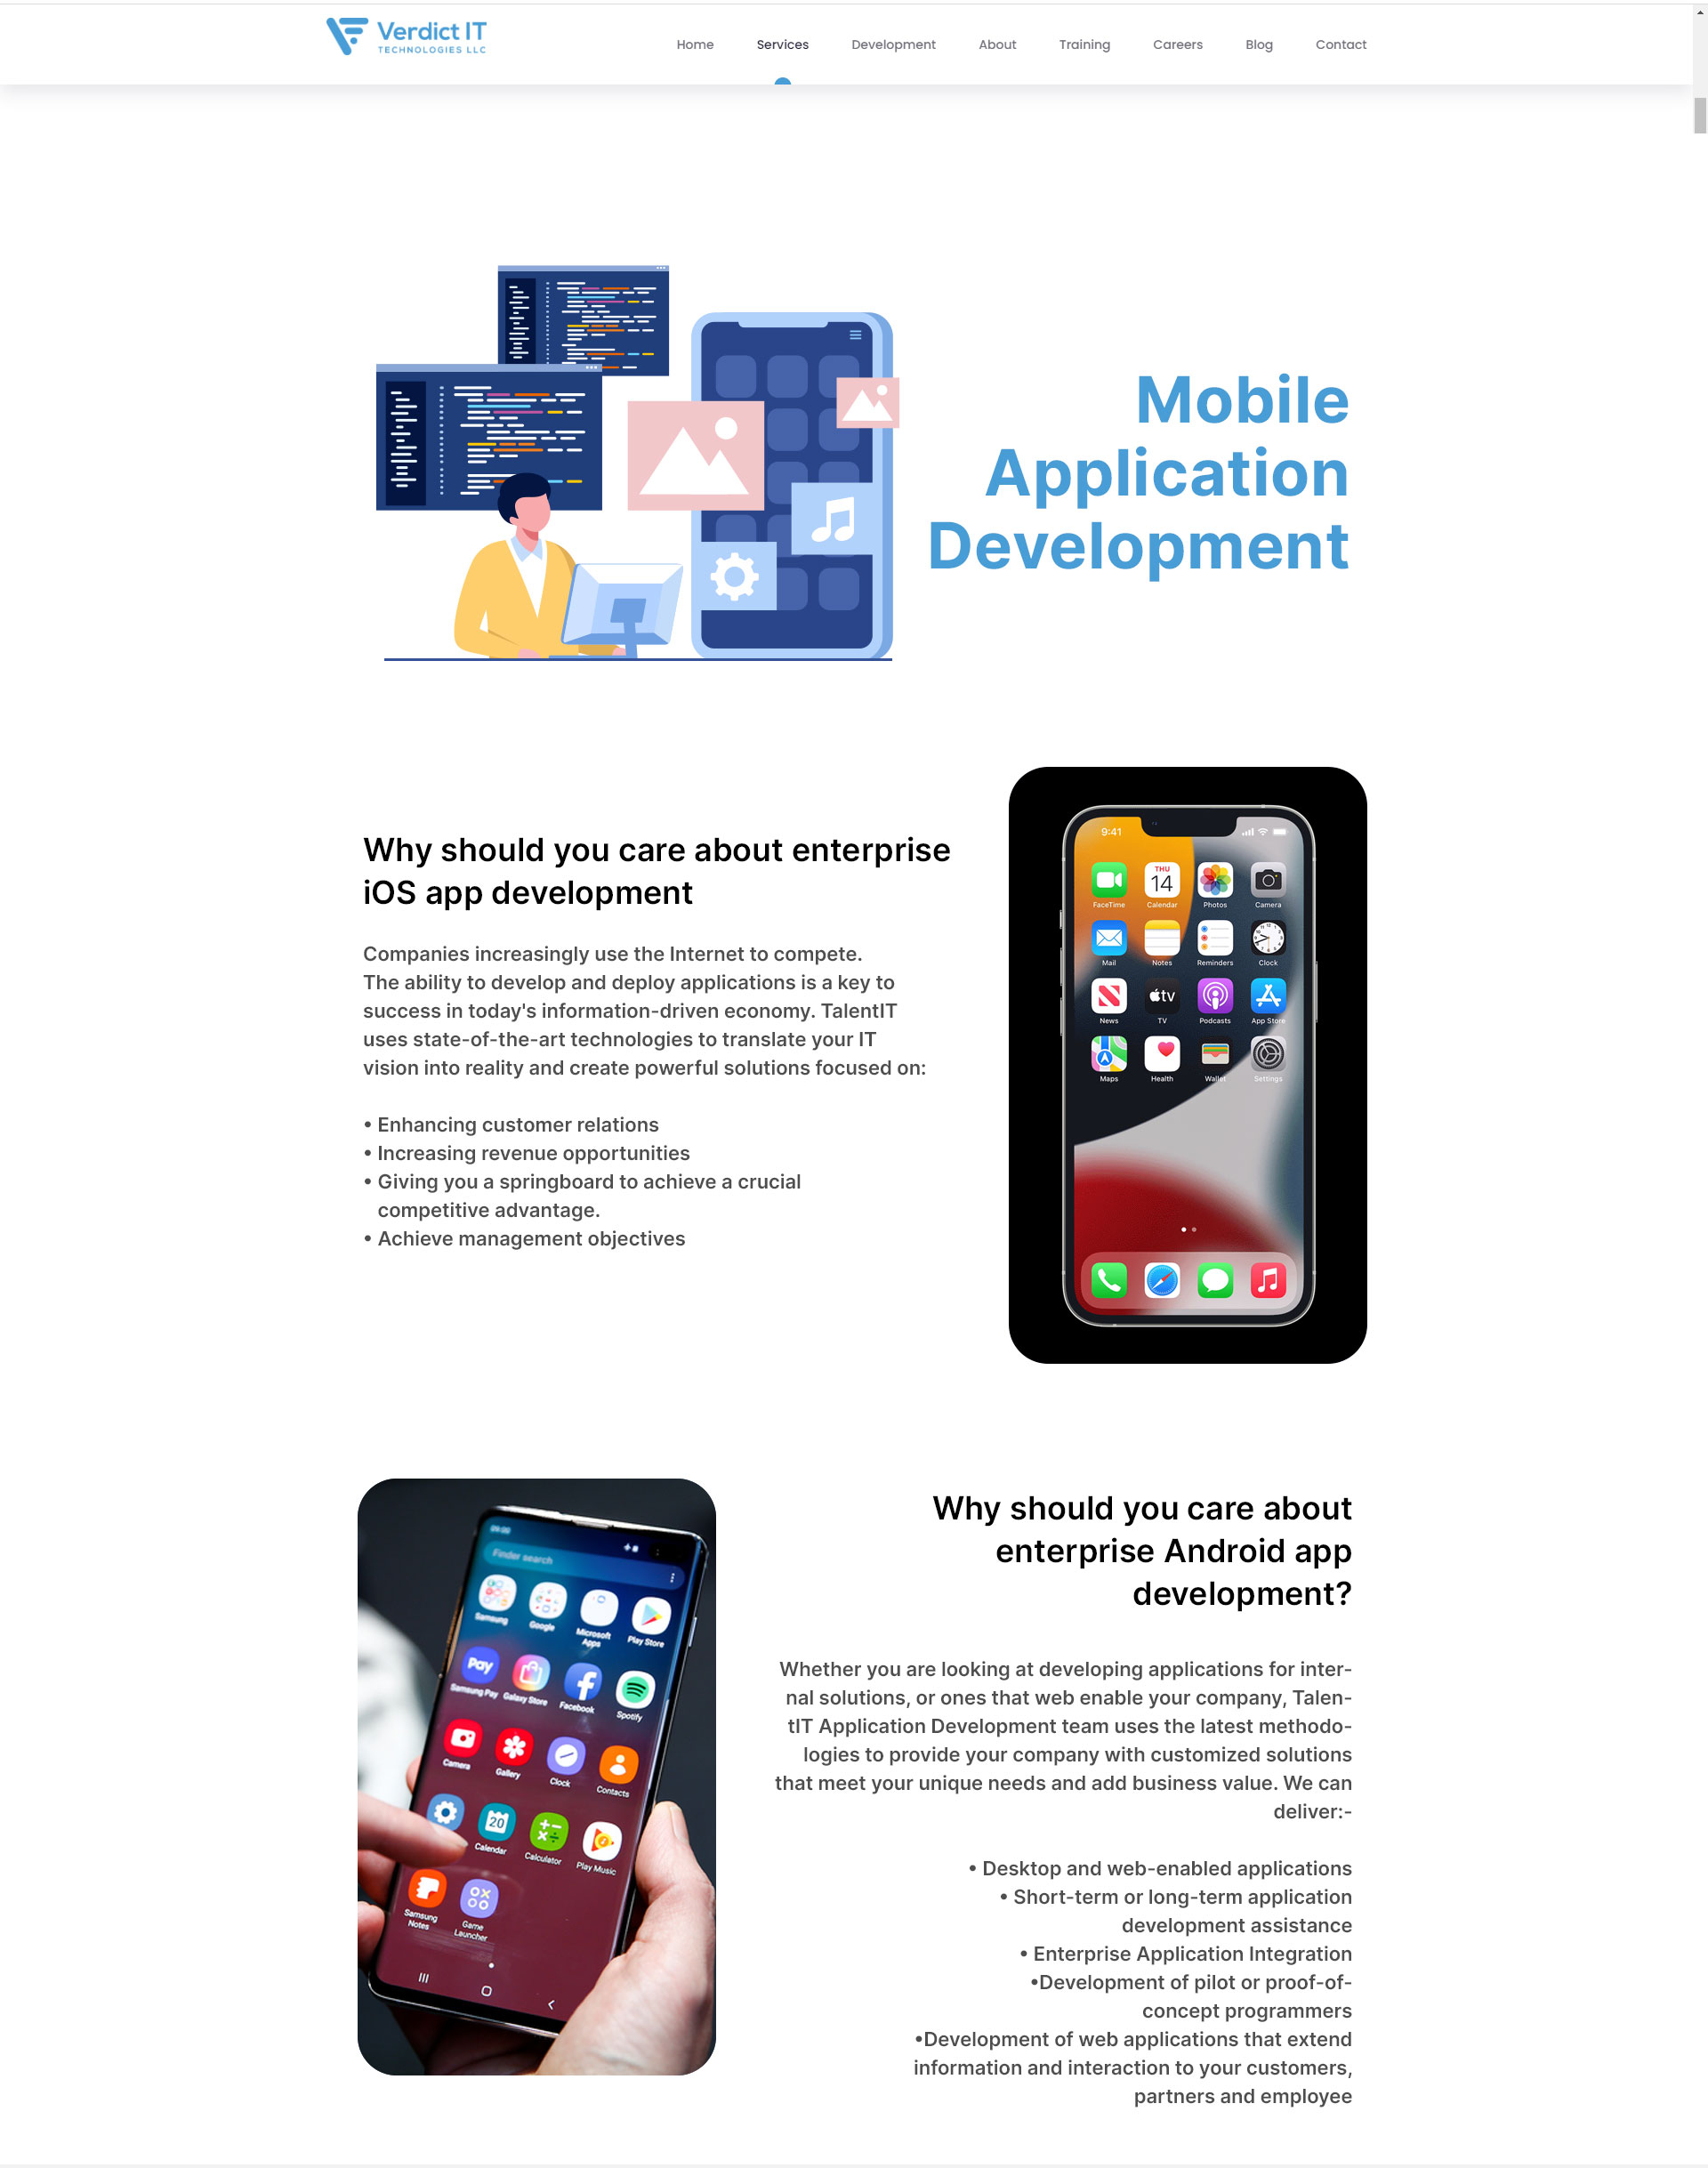 Verdict IT
TECHNOLOGIES LLC
Home Services Development About Training Careers Blog Contact
Mobile
Application
Development
Why should you care about enterprise
iOS app development
Companies increasingly use the Internet to compete.
The ability to develop and deploy applications is a key to
success in today's information-driven economy. TalentIT
uses state-of-the-art technologies to translate your IT
vision into reality and create powerful solutions focused on:
• Enhancing customer relations
• Increasing revenue opportunities
• Giving you a springboard to achieve a crucial
competitive advantage.
• Achieve management objectives
9:41
THU
14
FaceTime Calendar Photos Camera
Mail Notes Reminders Clock
tv
News TV Podcasts App Store
Maps Health Wallet Settings
09:00
Finder search
Samsung Google Microsoft Apps Play Store
Pay
Samsung Pay Galaxy Store Facebook Spotify
Camera Gallery Clock Contacts
20
Calendar Calculator Play Music
Samsung Notes Game Launcher
Why should you care about
enterprise Android app
development?
Whether you are looking at developing applications for inter-
nal solutions, or ones that web enable your company, Talen-
tIT Application Development team uses the latest methodo-
logies to provide your company with customized solutions
that meet your unique needs and add business value. We can
deliver:-
• Desktop and web-enabled applications
• Short-term or long-term application
development assistance
• Enterprise Application Integration
•Development of pilot or proof-of-
concept programmers
•Development of web applications that extend
information and interaction to your customers,
partners and employee